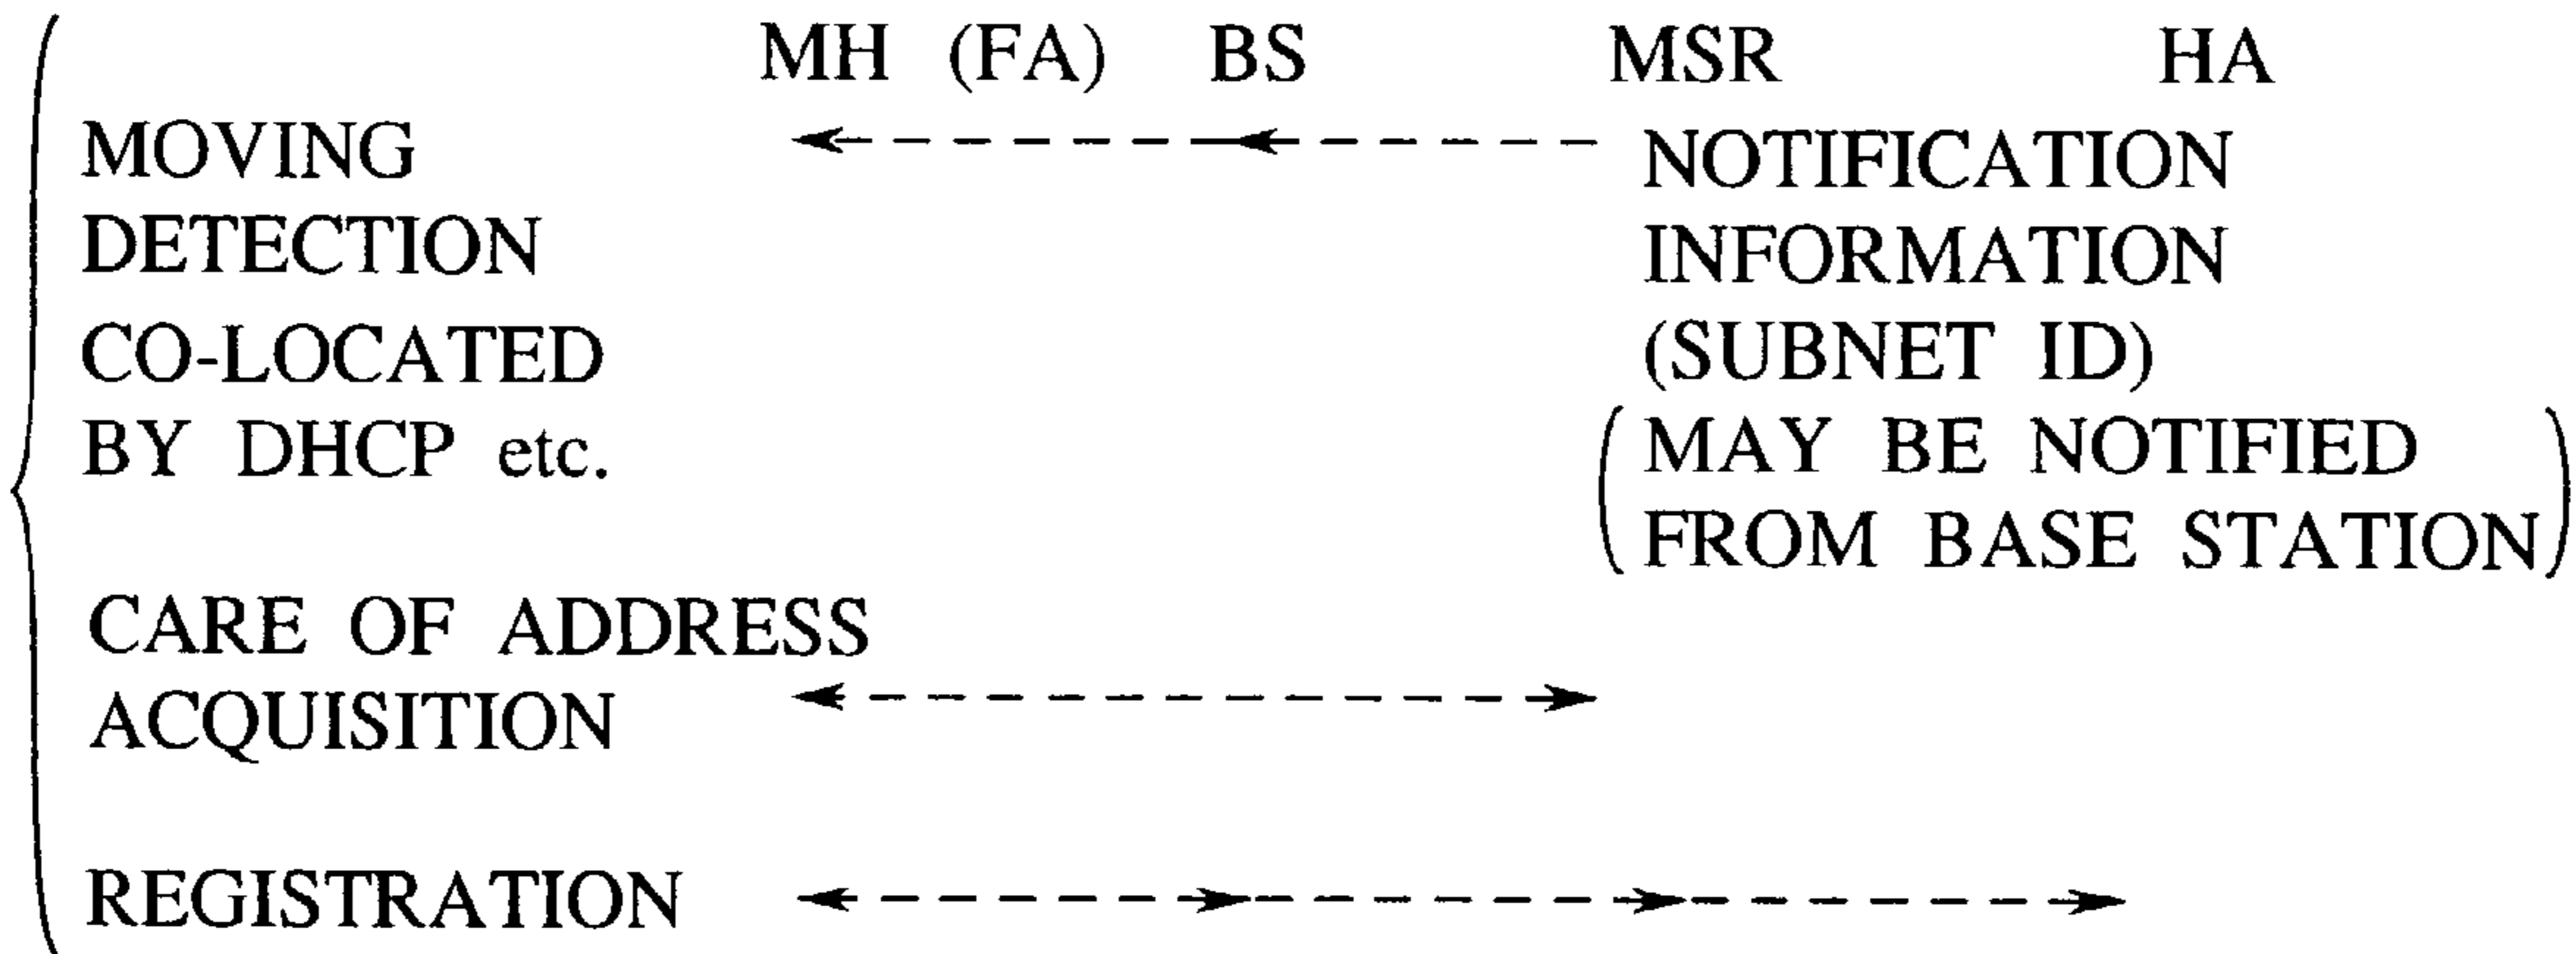 MH (FA) BS MSR HA
MOVING
DETECTION
CO-LOCATED
BY DHCP etc.
NOTIFICATION
INFORMATION
(SUBNET ID)
(MAY BE NOTIFIED
FROM BASE STATION)
CARE OF ADDRESS
ACQUISITION
REGISTRATION